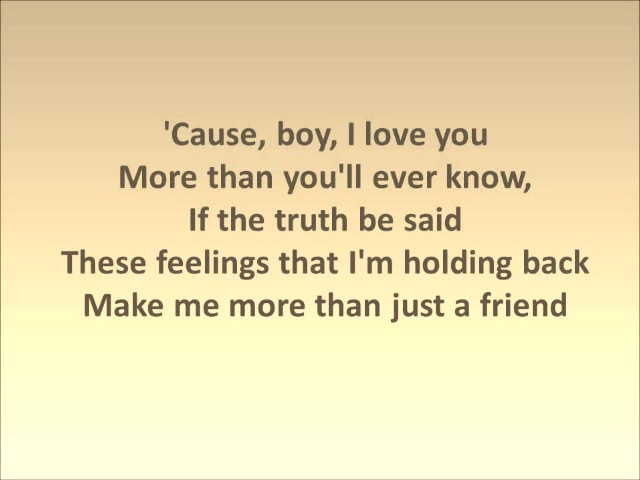 'Cause, boy, I love you
More than you'll ever know,
If the truth be said
These feelings that I'm holding back
Make me more than just a friend